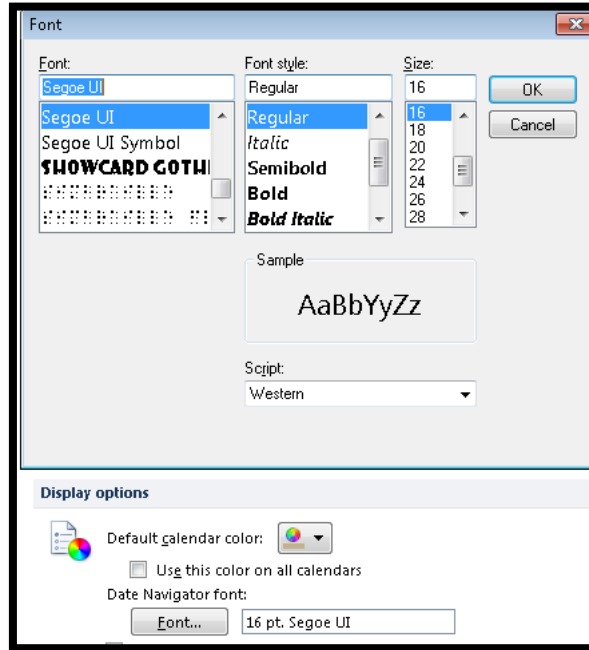 Font
Font: Font style: Size:
Segoe UI Regular 16 OK
Segoe UI Regular 16 Cancel
Segoe UI Symbol Italic 18
SHOWCARD GOTHI Semibold 20
Bold 22
Bold Italic 24
26
28
Sample
AaBbYyZz
Script:
Western
Display options
Default calendar color:
Use this color on all calendars
Date Navigator font:
Font... 16 pt. Segoe UI